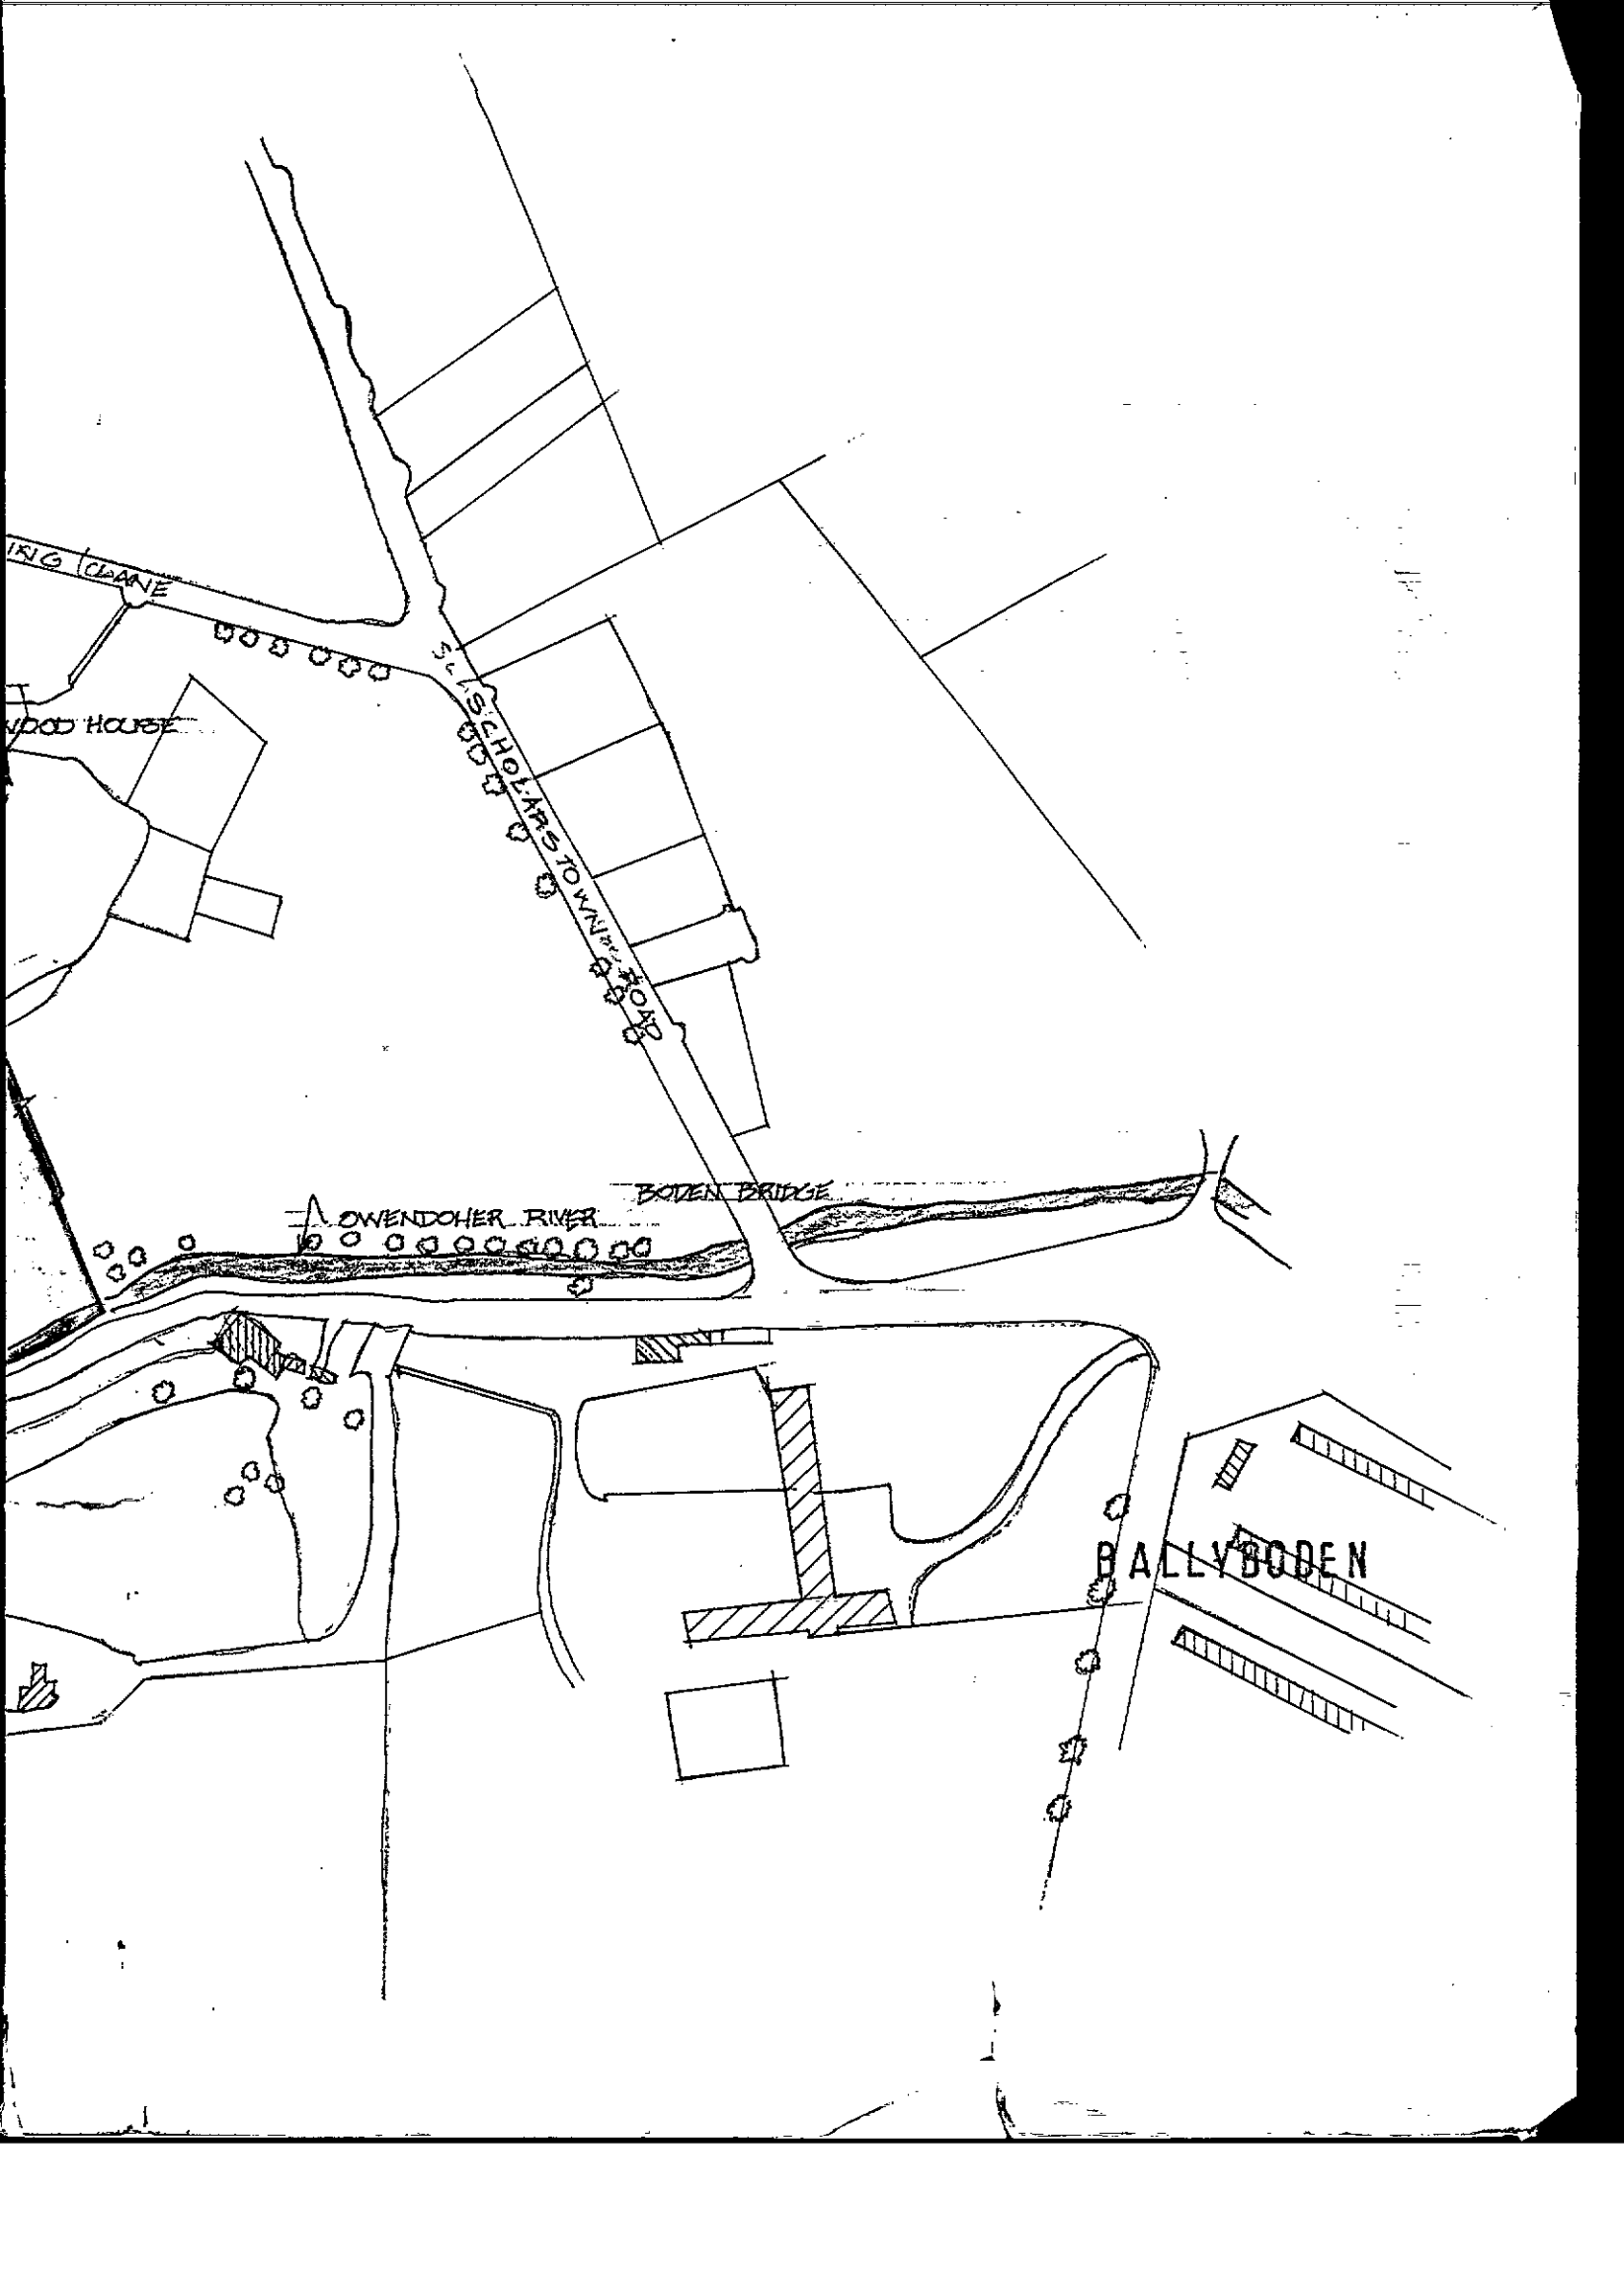 LANE
WOOD HOUSE
SCHOLARSTOWN ROAD
BODEN BRIDGE
OWENDOHER RIVER
BALLYBODEN